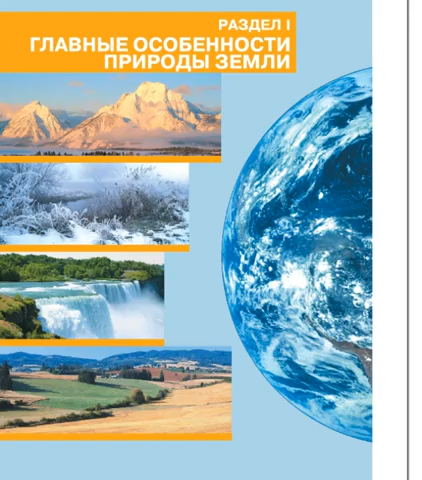 РАЗДЕЛ I
ГЛАВНЫЕ ОСОБЕННОСТИ
ПРИРОДЫ ЗЕМЛИ